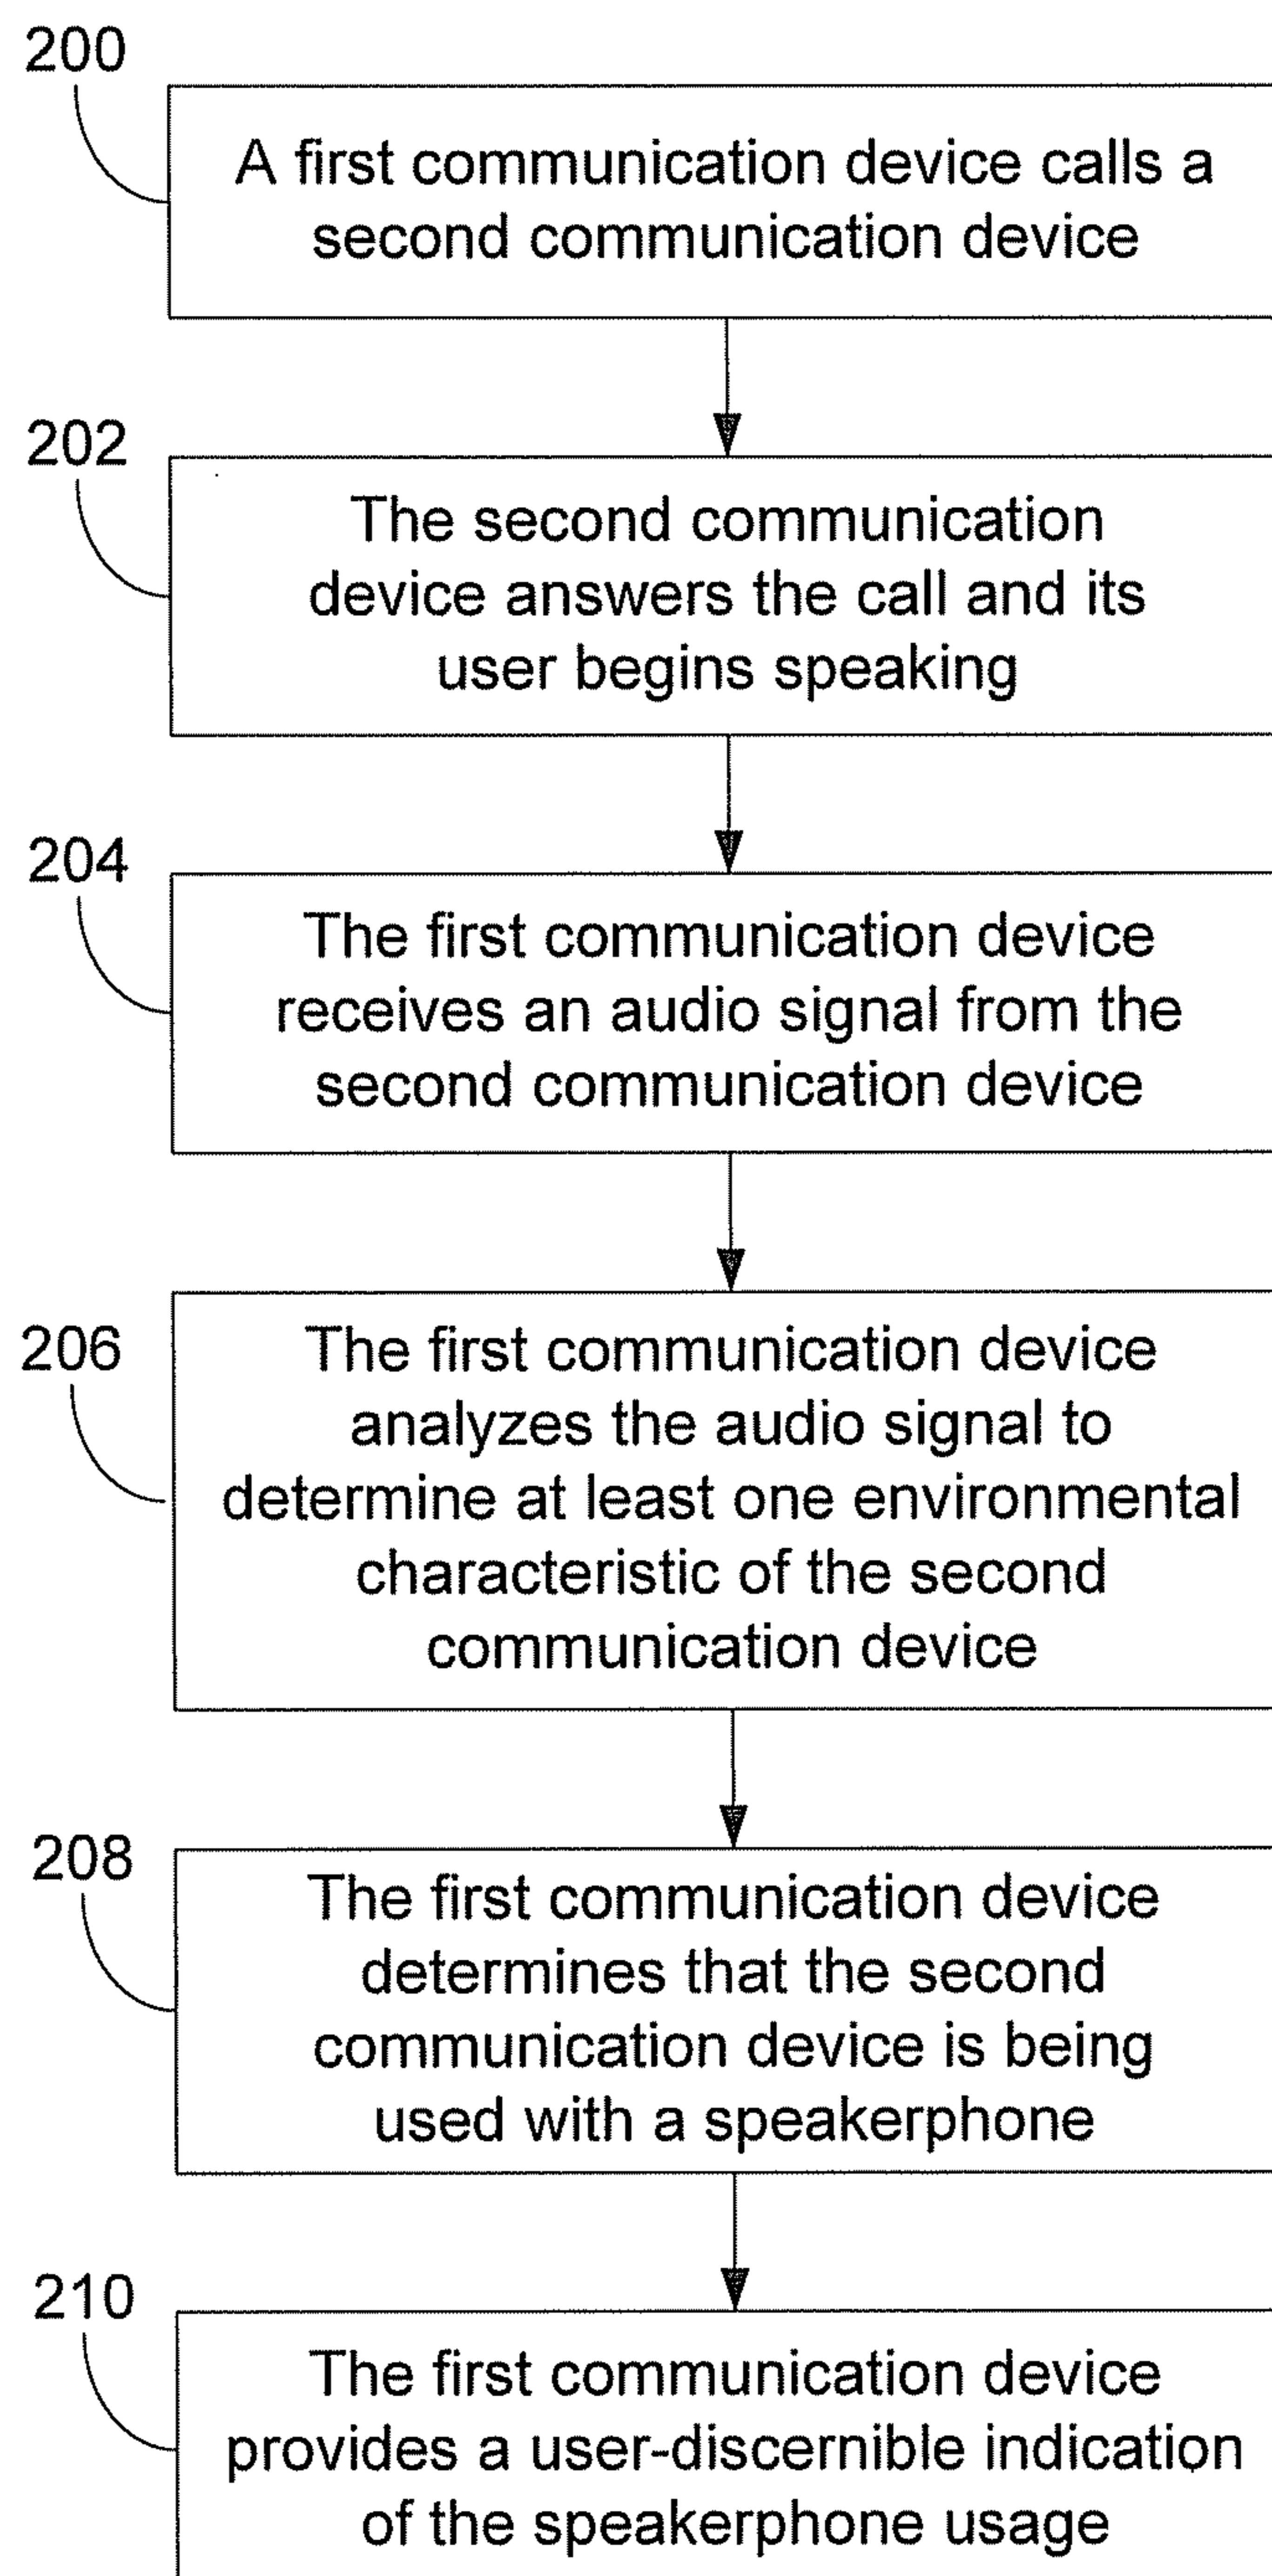 200
A first communication device calls a
second communication device
202
The second communication
device answers the call and its
user begins speaking
204
The first communication device
receives an audio signal from the
second communication device
206
The first communication device
analyzes the audio signal to
determine at least one environmental
characteristic of the second
communication device
208
The first communication device
determines that the second
communication device is being
used with a speakerphone
210
The first communication device
provides a user-discernible indication
of the speakerphone usage